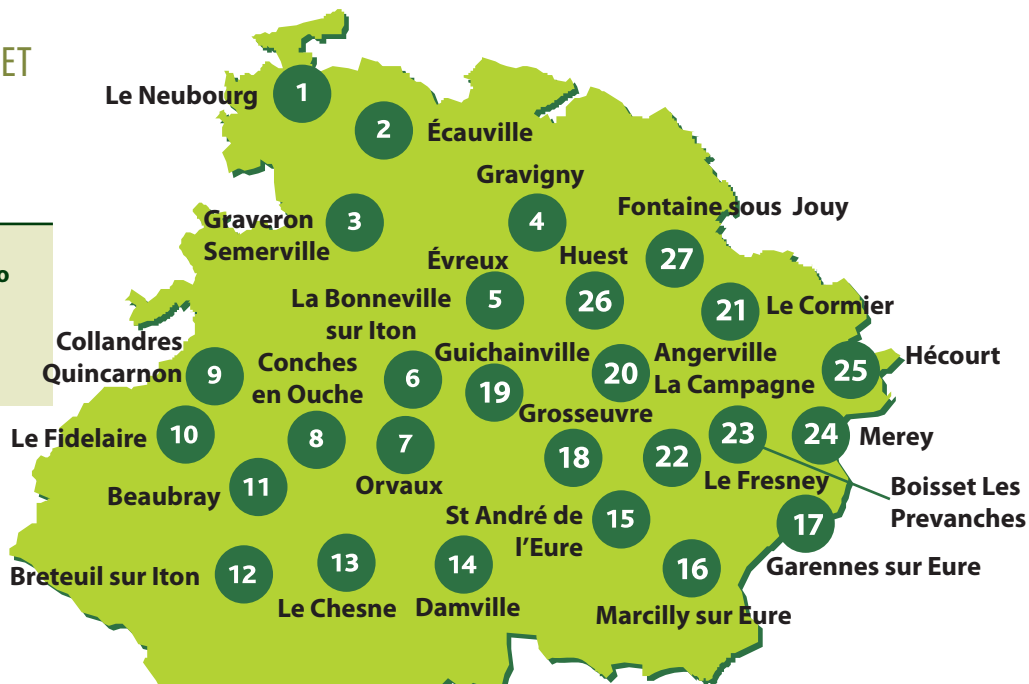 ET
Le Neubourg
1
2
Écauville
Gravigny
Graveron
Semerville
3
4
Fontaine sous Jouy
Évreux
Huest
27
La Bonneville
sur Iton
5
26
21
Le Cormier
Collandres
Quincarnon
9
Conches
en Ouche
6
Guichainville
19
20
Angerville
La Campagne
25
Hécourt
Le Fidelaire
10
8
7
Orvaux
Grosseuvre
18
22
23
Le Fresney
24
Merey
Beaubray
11
St André de
l'Eure
15
17
Boisset Les
Prevanches
Breteuil sur Iton
12
13
Le Chesne
14
Damville
16
Marcilly sur Eure
Garennes sur Eure